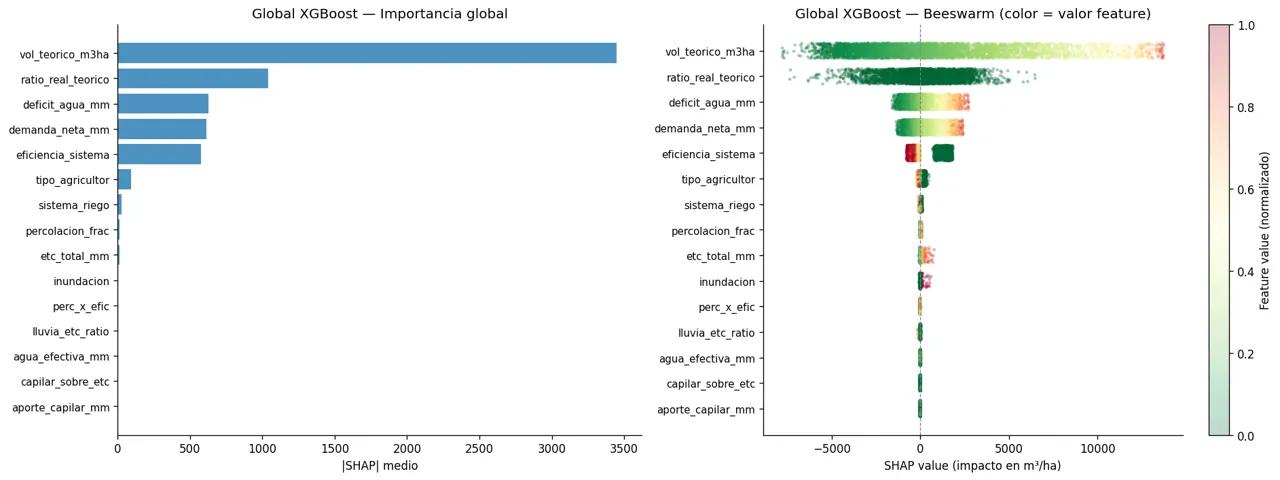 Global XGBoost — Importancia global
vol_teorico_m3ha
ratio_real_teorico
deficit_agua_mm
demanda_neta_mm
eficiencia_sistema
tipo_agricultor
sistema_riego
percolacion_frac
etc_total_mm
inundacion
perc_x_efic
lluvia_etc_ratio
agua_efectiva_mm
capilar_sobre_etc
aporte_capilar_mm
0 500 1000 1500 2000 2500 3000 3500
|SHAP| medio
Global XGBoost — Beeswarm (color = valor feature)
vol_teorico_m3ha
ratio_real_teorico
deficit_agua_mm
demanda_neta_mm
eficiencia_sistema
tipo_agricultor
sistema_riego
percolacion_frac
etc_total_mm
inundacion
perc_x_efic
lluvia_etc_ratio
agua_efectiva_mm
capilar_sobre_etc
aporte_capilar_mm
−5000 0 5000 10000
SHAP value (impacto en m³/ha)
1.0
0.8
0.6
0.4
0.2
0.0
Feature value (normalizado)